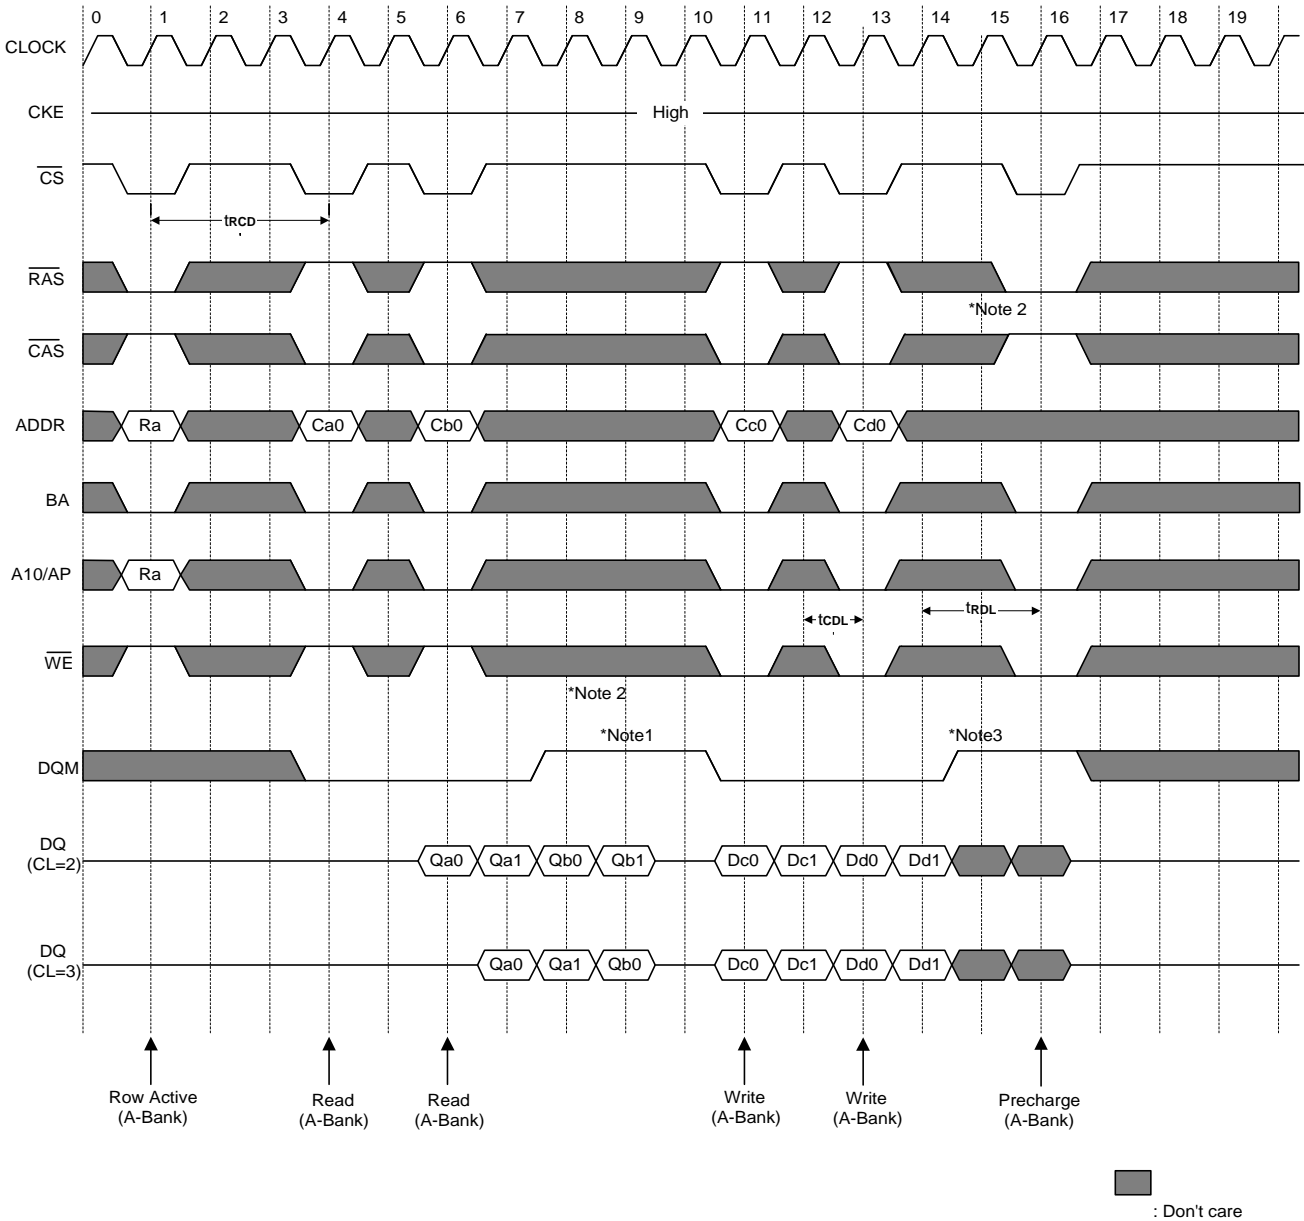 0 1 2 3 4 5 6 7 8 9 10 11 12 13 14 15 16 17 18 19
CLOCK
CKE High
CS
tRCD
RAS
*Note 2
CAS
ADDR Ra Ca0 Cb0 Cc0 Cd0
BA
A10/AP Ra
tCDL tRDL
WE
*Note 2
*Note1 *Note3
DQM
DQ
(CL=2) Qa0 Qa1 Qb0 Qb1 Dc0 Dc1 Dd0 Dd1
DQ
(CL=3) Qa0 Qa1 Qb0 Dc0 Dc1 Dd0 Dd1
Row Active Read Read Write Write Precharge
(A-Bank) (A-Bank) (A-Bank) (A-Bank) (A-Bank) (A-Bank)
: Don't care